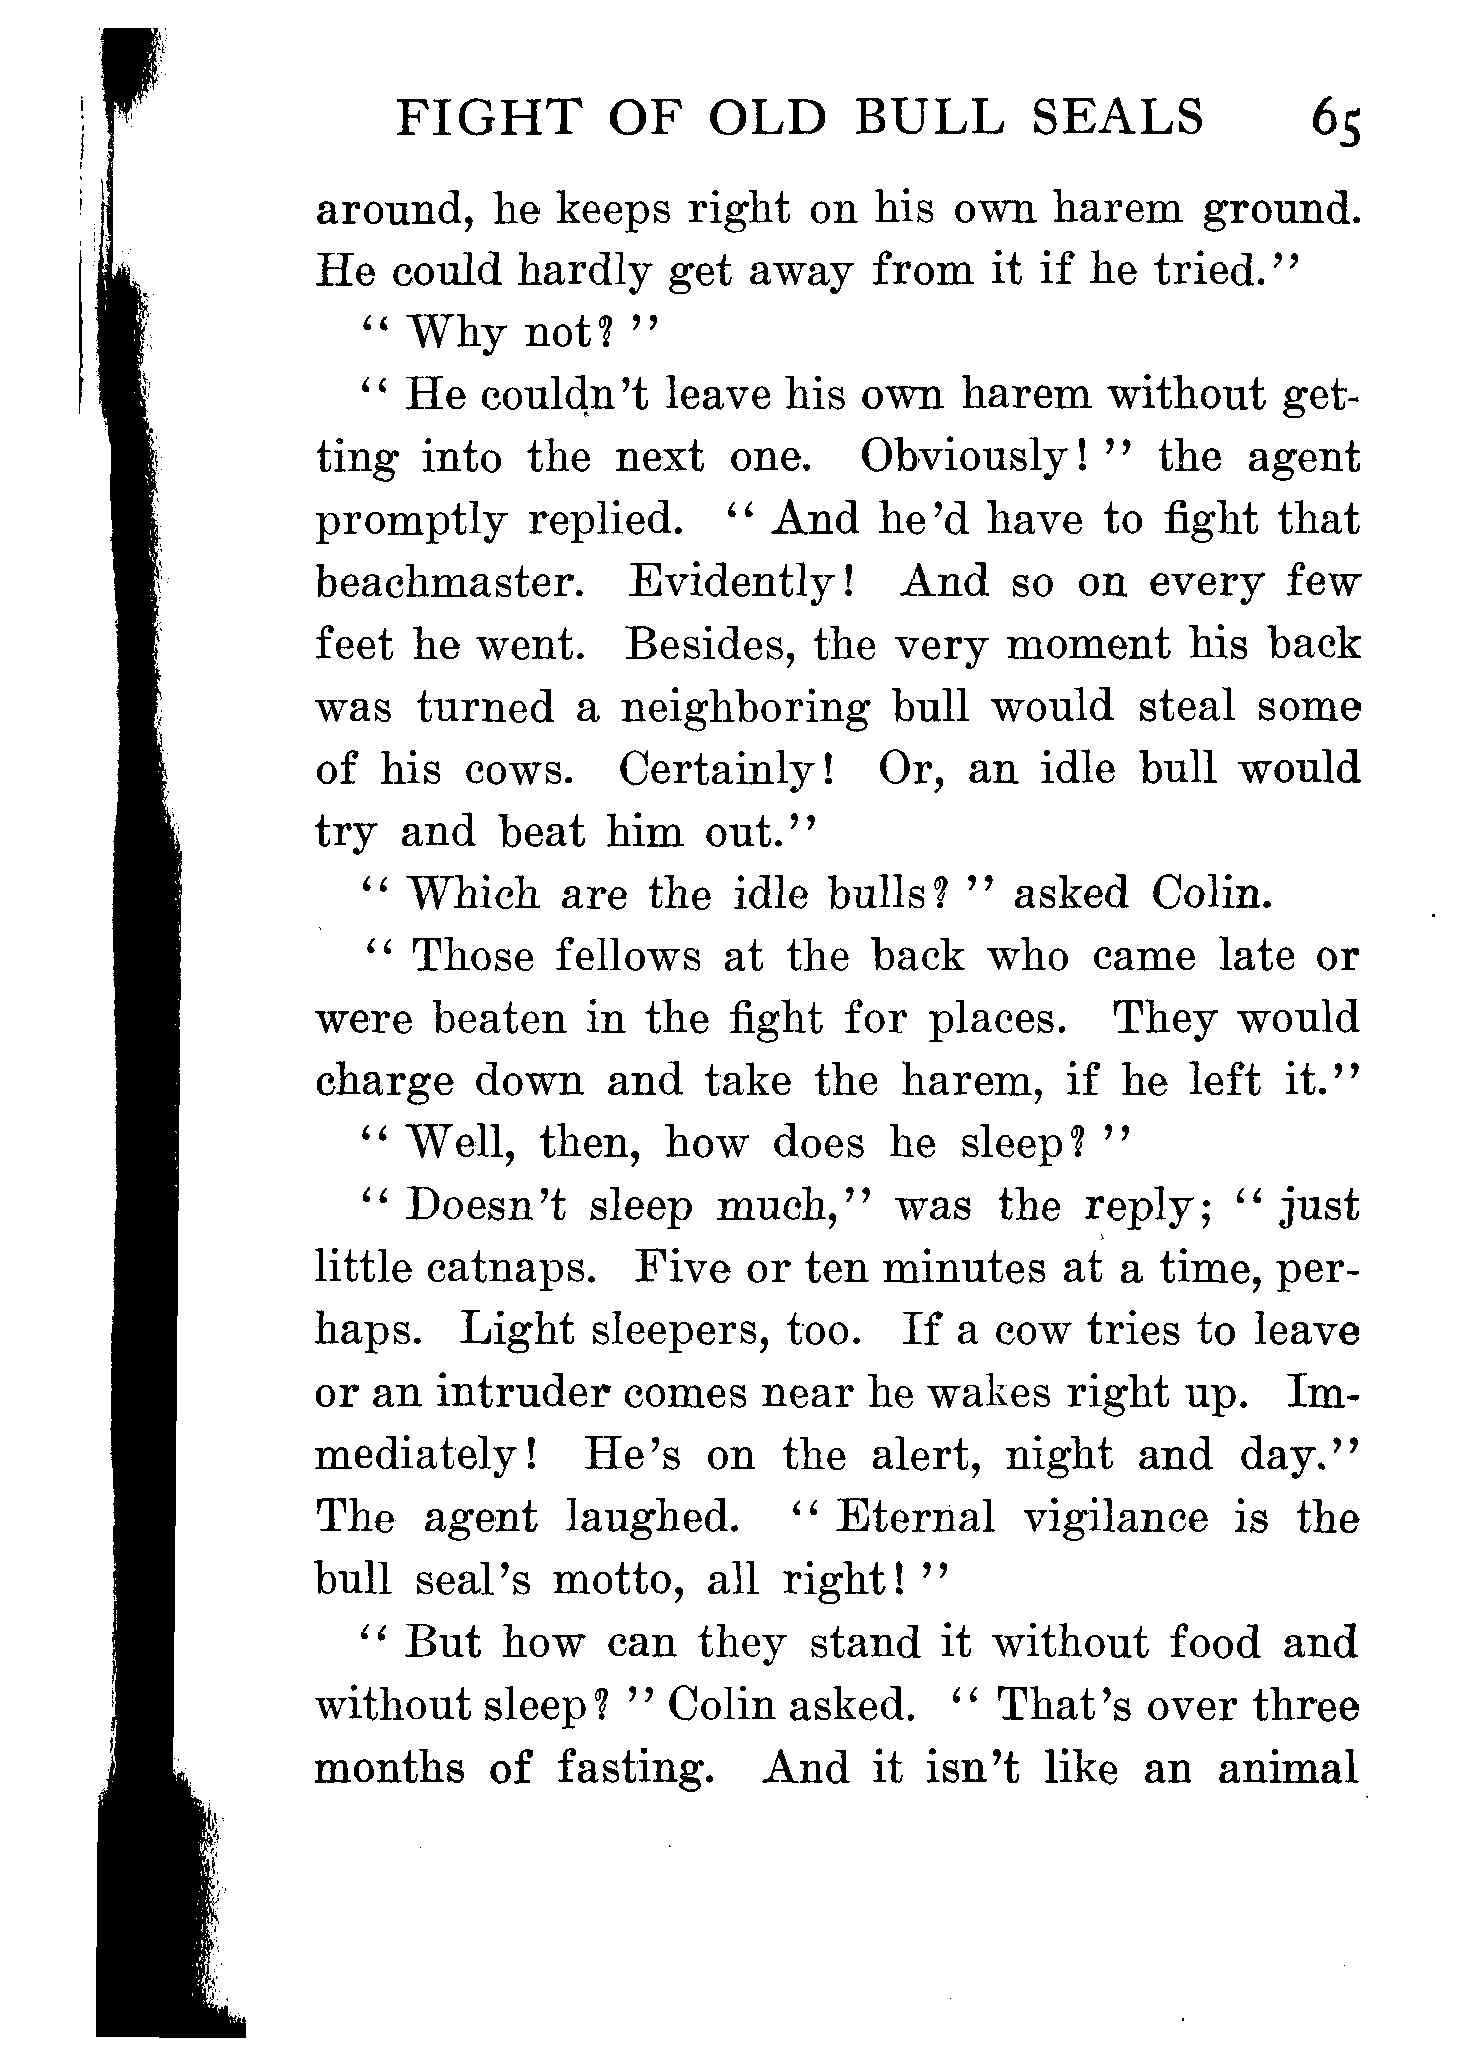 FIGHT OF OLD BULL SEALS 65
around, he keeps right on his own harem ground.
He could hardly get away from it if he tried."
" Why not? "
" He couldn't leave his own harem without get-
ting into the next one. Obviously! " the agent
promptly replied. " And he'd have to fight that
beachmaster. Evidently! And so on every few
feet he went. Besides, the very moment his back
was turned a neighboring bull would steal some
of his cows. Certainly! Or, an idle bull would
try and beat him out."
" Which are the idle bulls? " asked Colin.
" Those fellows at the back who came late or
were beaten in the fight for places. They would
charge down and take the harem, if he left it."
" Well, then, how does he sleep? "
" Doesn't sleep much," was the reply; " just
little catnaps. Five or ten minutes at a time, per-
haps. Light sleepers, too. If a cow tries to leave
or an intruder comes near he wakes right up. Im-
mediately! He's on the alert, night and day."
The agent laughed. " Eternal vigilance is the
bull seal's motto, all right! "
" But how can they stand it without food and
without sleep? " Colin asked. " That's over three
months of fasting. And it isn't like an animal